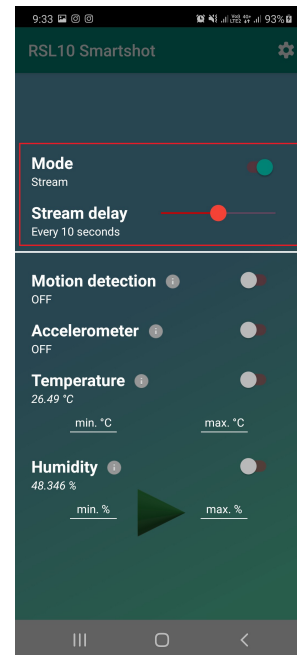 9:33
93%
RSL10 Smartshot
Mode
Stream
Stream delay
Every 10 seconds
Motion detection
OFF
Accelerometer
OFF
Temperature
26.49 °C
min. °C max. °C
Humidity
48.346 %
min. % max. %